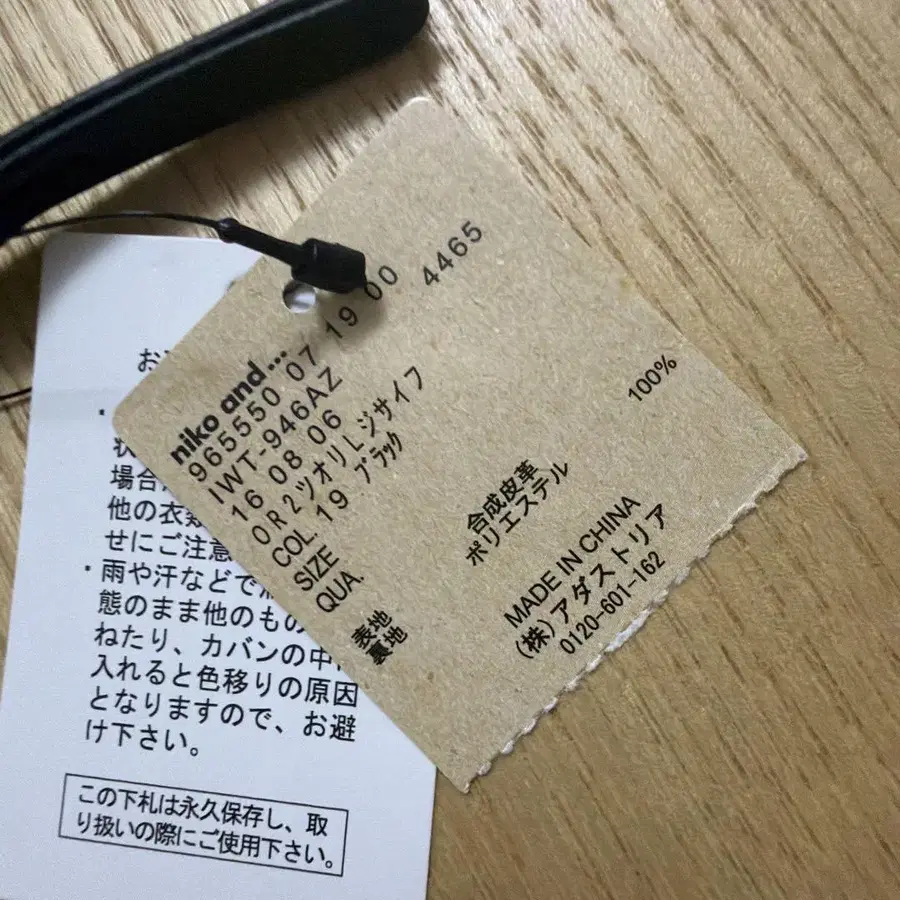 niko and...
965550 07 19 00 4465
IWT-946AZ
16 08 06
OR2ツオリLジサイフ
COL. 19 ブラック
SIZE
QUA.
表地 合成皮革
裏地 ポリエステル 100%
MADE IN CHINA
(株)アダストリア
0120-601-162
お
状
場合
他の衣類
せにご注意
・雨や汗などで
態のまま他のもの
ねたり、カバンの中に
入れると色移りの原因
となりますので、お避
け下さい。
この下札は永久保存し、取
り扱いの際にご使用下さい。